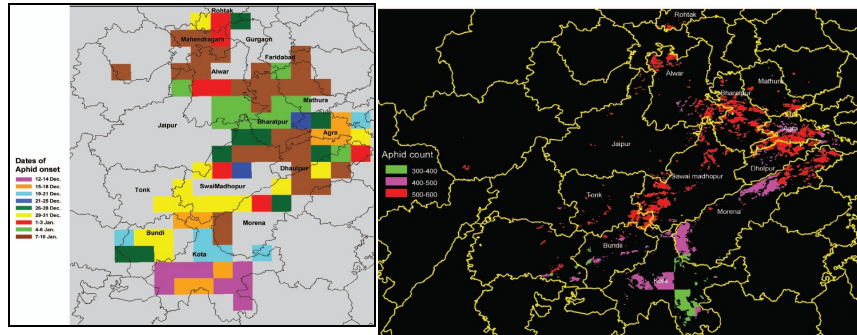 Rohtak
Mahendragarh
Gurgaon
Faridabad
Alwar
Mathura
Bharatpur
Jaipur
Agra
Dhaulpur
Dates of
Aphid onset
12-14 Dec.
15-18 Dec.
19-21 Dec.
21-25 Dec.
26-28 Dec.
29-31 Dec.
1-3 Jan.
4-6 Jan.
7-10 Jan.
Tonk
SwaiMadhopur
Morena
Bundi
Kota
Rohtak
Alwar
Mathura
Bharatpur
Agra
Jaipur
Aphid count
300-400
400-500
500-600
Sawai madhopur
Dholpur
Tonk
Morena
Bundi
Kota